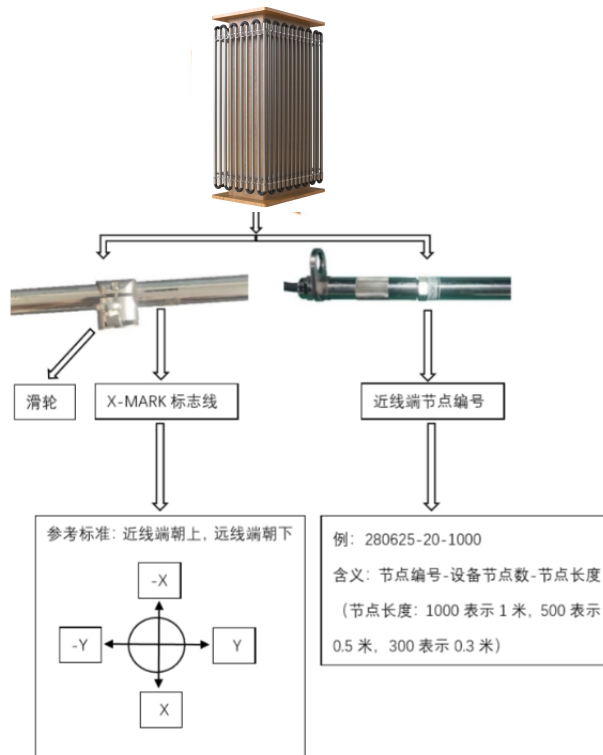 滑轮
X-MARK 标志线
近线端节点编号
参考标准：近线端朝上，远线端朝下
-X
-Y
Y
X
例：280625-20-1000
含义：节点编号-设备节点数-节点长度
（节点长度：1000 表示 1 米，500 表示
0.5 米，300 表示 0.3 米）